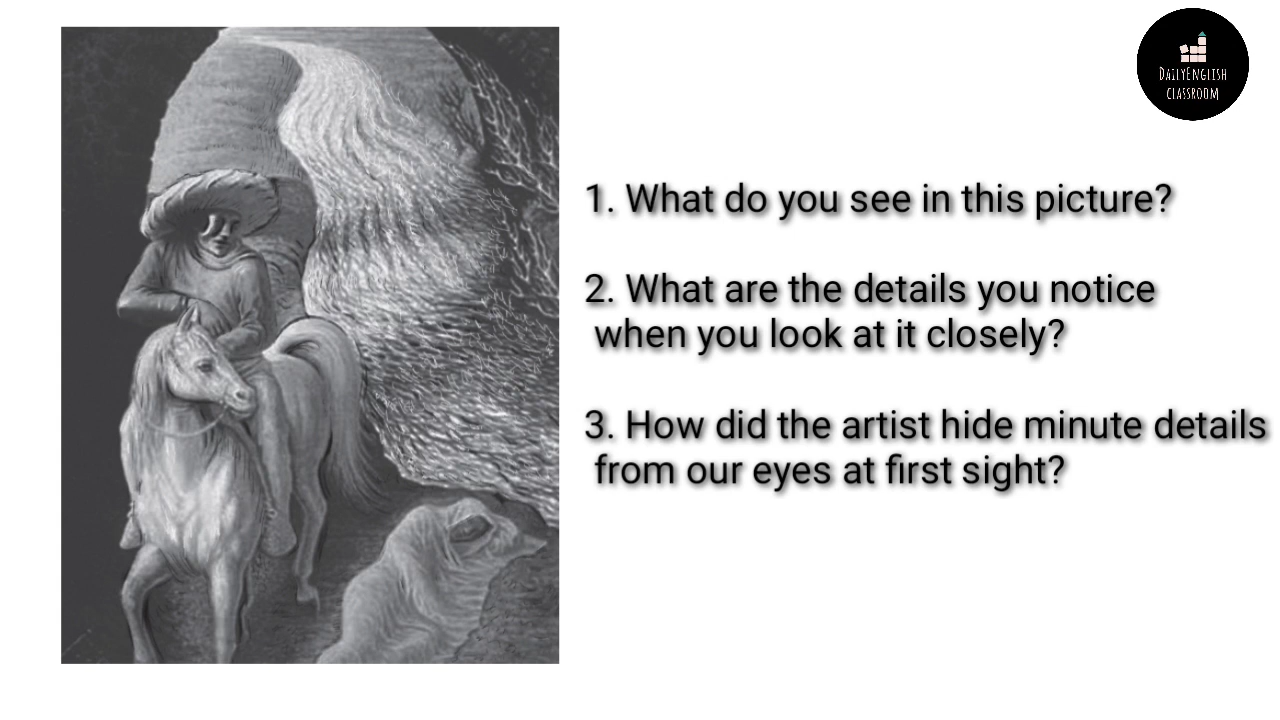 DailyEnglish
classroom
1. What do you see in this picture?
2. What are the details you notice
when you look at it closely?
3. How did the artist hide minute details
from our eyes at first sight?